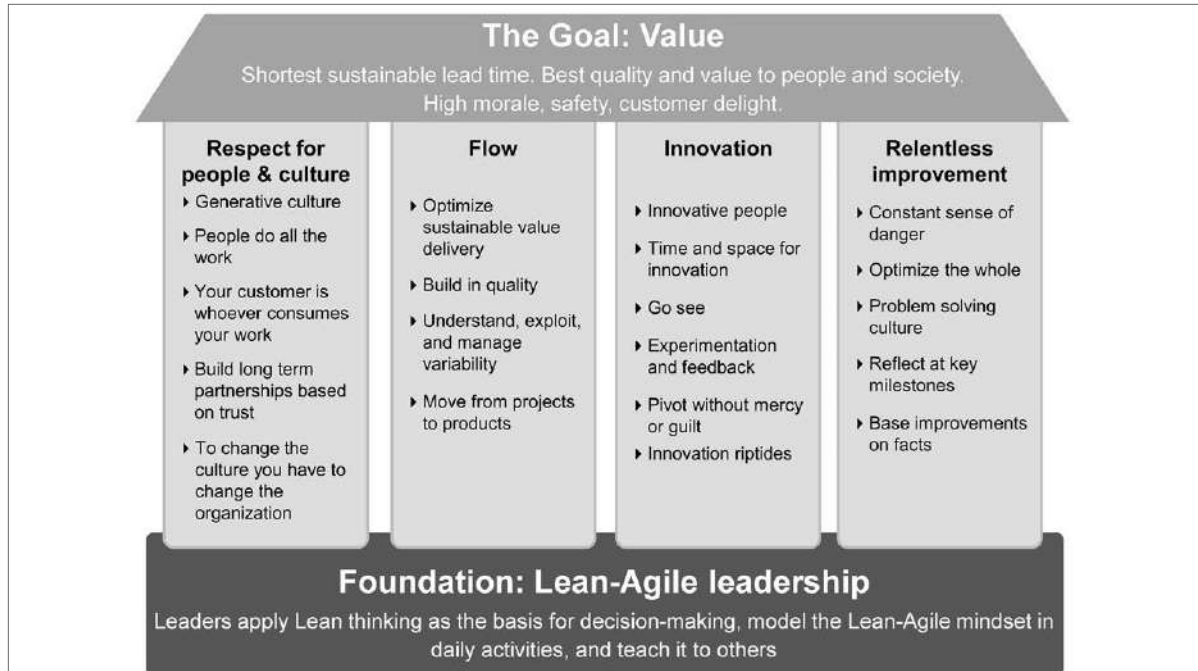 The Goal: Value
Shortest sustainable lead time. Best quality and value to people and society.
High morale, safety, customer delight.
Respect for
people & culture
Generative culture
People do all the
work
Your customer is
whoever consumes
your work
Build long term
partnerships based
on trust
To change the
culture you have to
change the
organization
Flow
Optimize
sustainable value
delivery
Build in quality
Understand, exploit,
and manage
variability
Move from projects
to products
Innovation
Innovative people
Time and space for
innovation
Go see
Experimentation
and feedback
Pivot without mercy
or guilt
Innovation riptides
Relentless
improvement
Constant sense of
danger
Optimize the whole
Problem solving
culture
Reflect at key
milestones
Base improvements
on facts
Foundation: Lean-Agile leadership
Leaders apply Lean thinking as the basis for decision-making, model the Lean-Agile mindset in
daily activities, and teach it to others